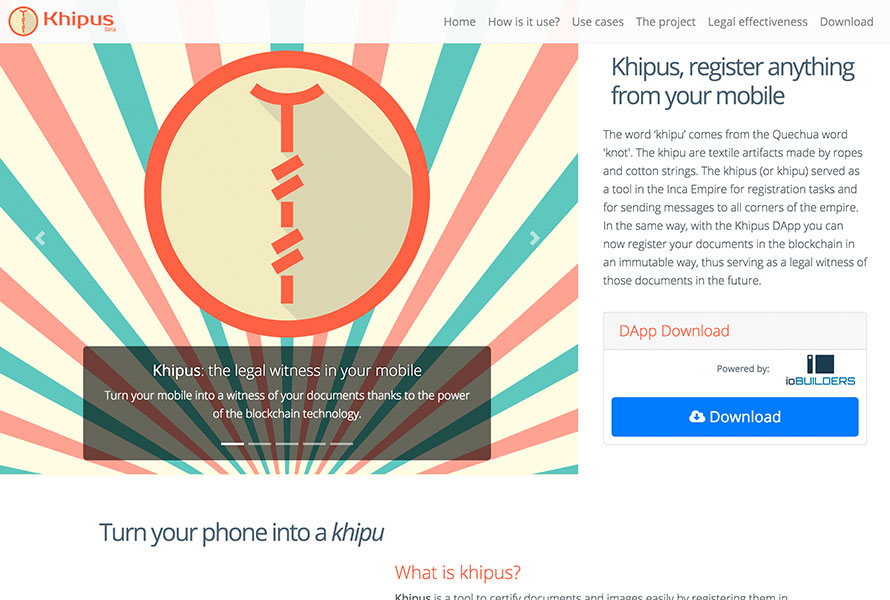 Khipus
Beta
Home How is it use? Use cases The project Legal effectiveness Download
Khipus, register anything
from your mobile
The word ‘khipu’ comes from the Quechua word
'knot'. The khipu are textile artifacts made by ropes
and cotton strings. The khipus (or khipu) served as
a tool in the Inca Empire for registration tasks and
for sending messages to all corners of the empire.
In the same way, with the Khipus DApp you can
now register your documents in the blockchain in
an immutable way, thus serving as a legal witness of
those documents in the future.
Khipus: the legal witness in your mobile
Turn your mobile into a witness of your documents thanks to the power
of the blockchain technology.
DApp Download
Powered by:
ioBUILDERS
Download
Turn your phone into a khipu
What is khipus?
Khipus is a tool to certify documents and images easily by registering them in